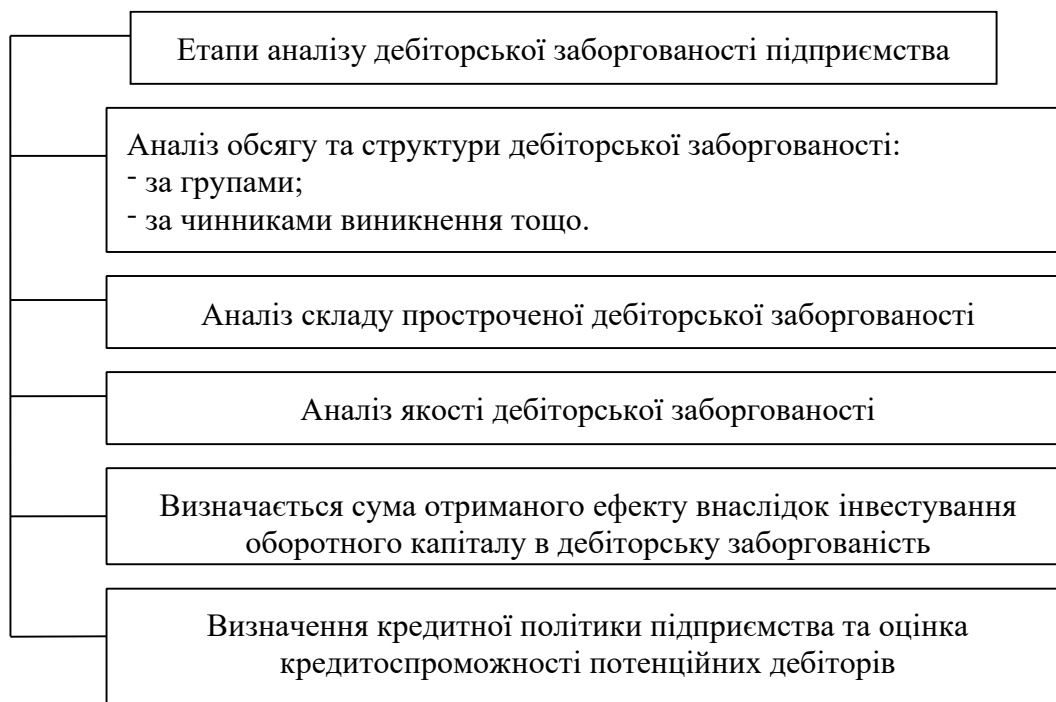 Етапи аналізу дебіторської заборгованості підприємства
Аналіз обсягу та структури дебіторської заборгованості:
- за групами;
- за чинниками виникнення тощо.
Аналіз складу простроченої дебіторської заборгованості
Аналіз якості дебіторської заборгованості
Визначається сума отриманого ефекту внаслідок інвестування
оборотного капіталу в дебіторську заборгованість
Визначення кредитної політики підприємства та оцінка
кредитоспроможності потенційних дебіторів